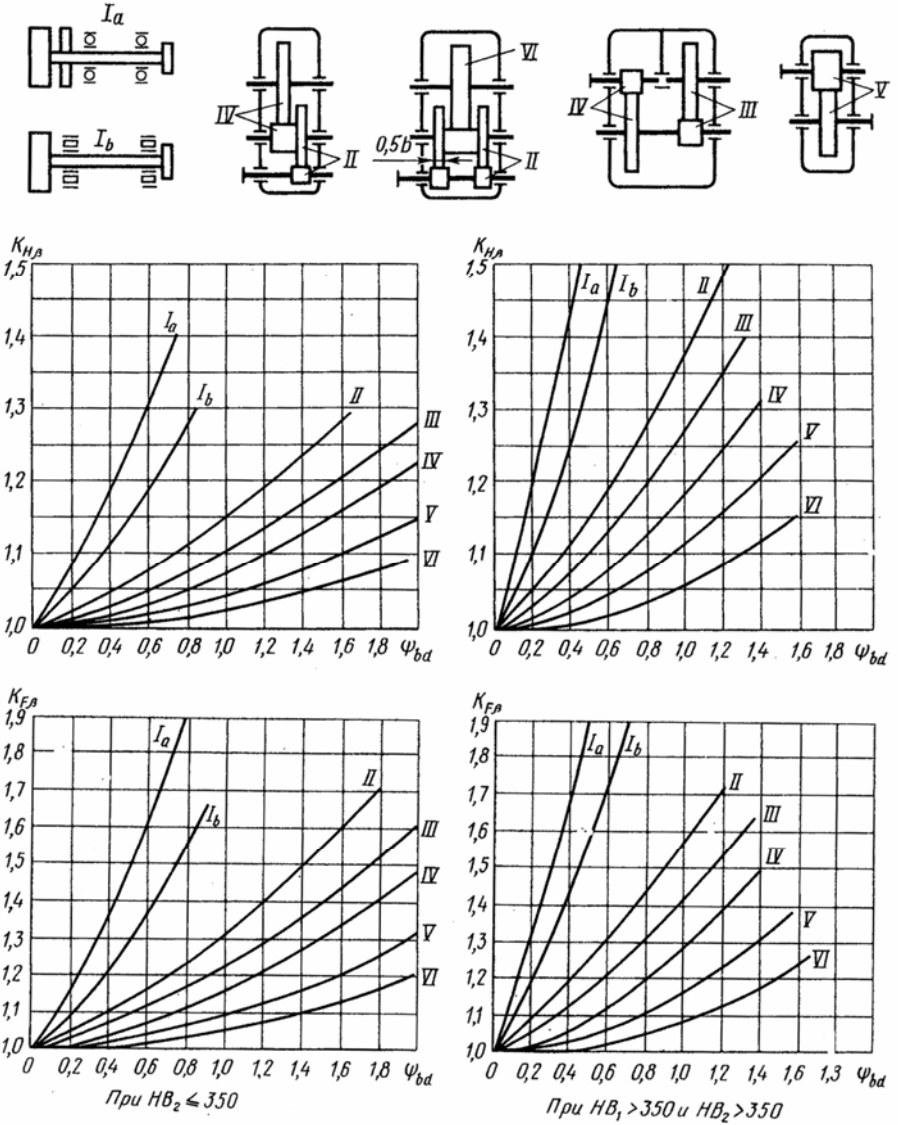 Ia
Ib
IV
II
0,5b
VI
II
IV
III
V
K_Hβ
1,5
1,4
1,3
1,2
1,1
1,0
Ia
Ib
II
III
IV
V
VI
0 0,2 0,4 0,6 0,8 1,0 1,2 1,4 1,6 1,8 ψbd
K_Hβ
1,5
1,4
1,3
1,2
1,1
1,0
Ia
Ib
II
III
IV
V
VI
0 0,2 0,4 0,6 0,8 1,0 1,2 1,4 1,6 1,8 ψbd
K_Fβ
1,9
1,8
1,7
1,6
1,5
1,4
1,3
1,2
1,1
1,0
Ia
Ib
II
III
IV
V
VI
0 0,2 0,4 0,6 0,8 1,0 1,2 1,4 1,6 1,8 ψbd
При HB₂ ≤ 350
K_Fβ
1,9
1,8
1,7
1,6
1,5
1,4
1,3
1,2
1,1
1,0
Ia
Ib
II
III
IV
V
VI
0 0,2 0,4 0,6 0,8 1,0 1,2 1,4 1,6 1,3 ψbd
При HB₁ >350 и HB₂ >350